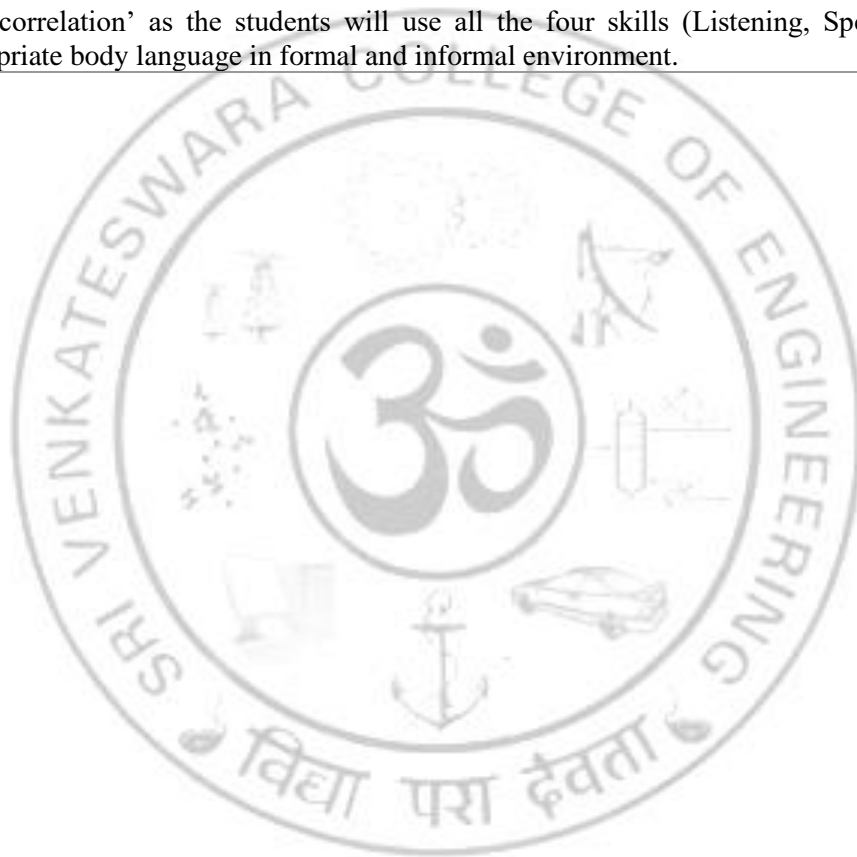 correlation’ as the students will use all the four skills (Listening, Spe
priate body language in formal and informal environment.
SRI VENKATESWARA COLLEGE OF ENGINEERING
ॐ
विद्या परा देवता